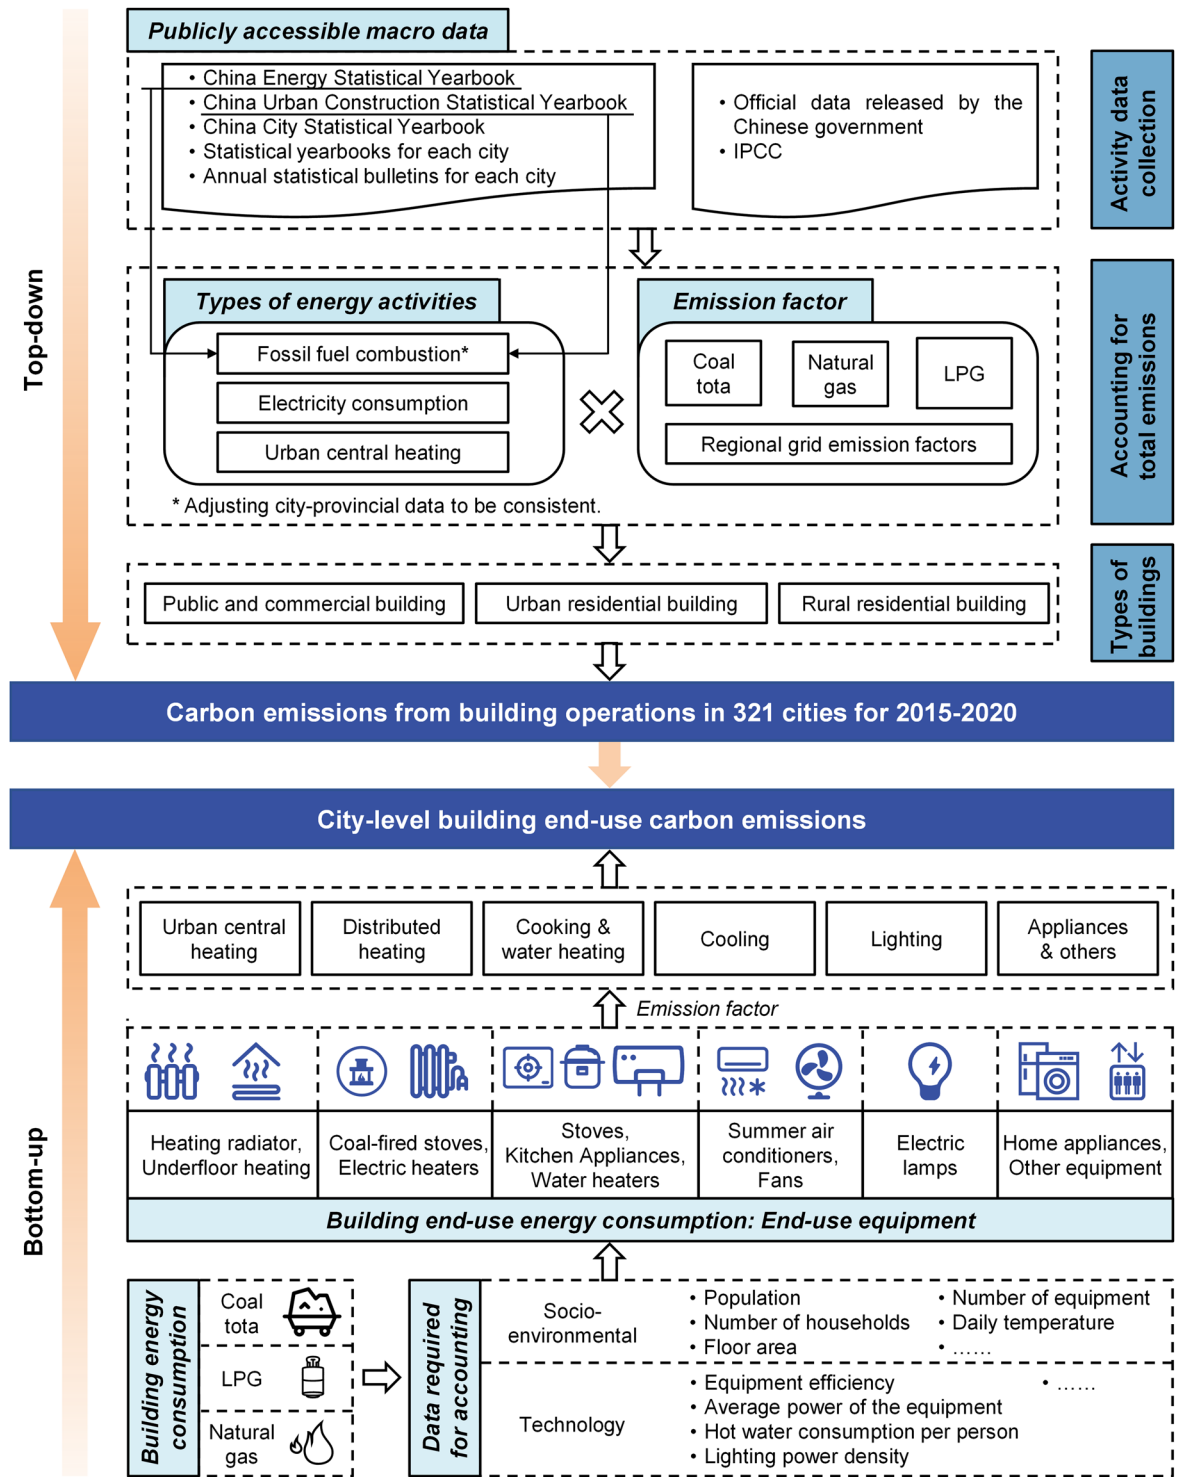 Publicly accessible macro data
• China Energy Statistical Yearbook
• China Urban Construction Statistical Yearbook
• China City Statistical Yearbook
• Statistical yearbooks for each city
• Annual statistical bulletins for each city
• Official data released by the
Chinese government
• IPCC
Activity data
collection
Top-down
Types of energy activities
Fossil fuel combustion*
Electricity consumption
Urban central heating
* Adjusting city-provincial data to be consistent.
Emission factor
Coal
tota
Natural
gas
LPG
Regional grid emission factors
Accounting for
total emissions
Public and commercial building
Urban residential building
Rural residential building
Types of
buildings
Carbon emissions from building operations in 321 cities for 2015-2020
City-level building end-use carbon emissions
Bottom-up
Urban central
heating
Distributed
heating
Cooking &
water heating
Cooling
Lighting
Appliances
& others
Emission factor
Heating radiator,
Underfloor heating
Coal-fired stoves,
Electric heaters
Stoves,
Kitchen Appliances,
Water heaters
Summer air
conditioners,
Fans
Electric
lamps
Home appliances,
Other equipment
Building end-use energy consumption: End-use equipment
Building energy
consumption
Coal
tota
LPG
Natural
gas
Data required
for accounting
Socio-
environmental
• Population
• Number of households
• Floor area
• Number of equipment
• Daily temperature
• ……
Technology
• Equipment efficiency
• Average power of the equipment
• Hot water consumption per person
• Lighting power density
• ……